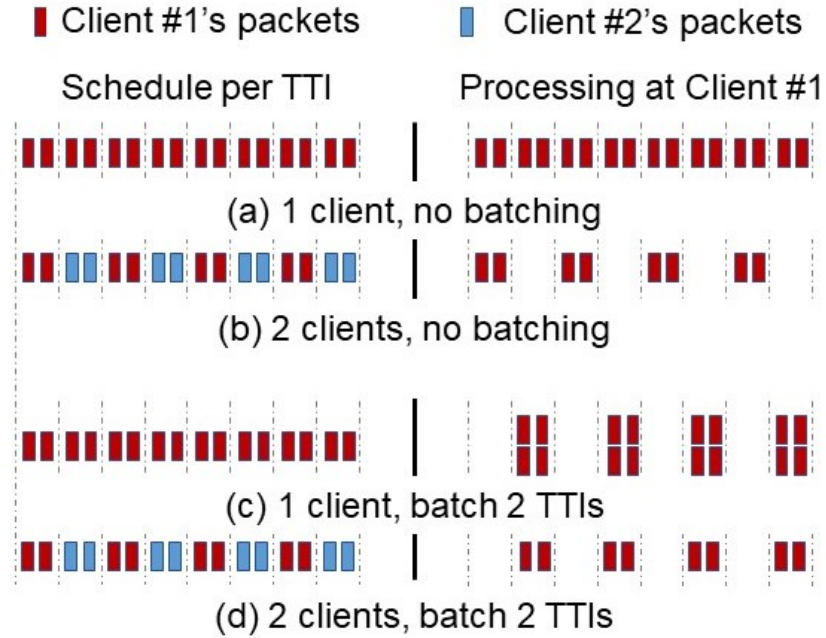 Client #1's packets Client #2's packets
Schedule per TTI Processing at Client #1
(a) 1 client, no batching
(b) 2 clients, no batching
(c) 1 client, batch 2 TTIs
(d) 2 clients, batch 2 TTIs